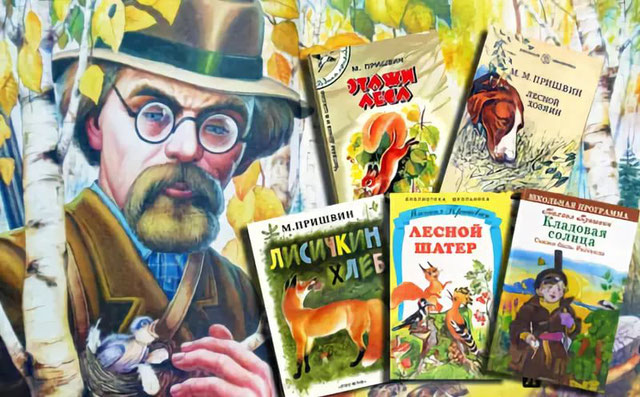 М. ПРИШВИН
ЭТАЖИ
ЛЕСА
М. М. ПРИШВИН
ЛЕСНОЙ
ХОЗЯИН
М. ПРИШВИН
ЛИСИЧКИН
ХЛЕБ
БИБЛИОТЕКА ШКОЛЬНИКА
Михаил Пришвин
ЛЕСНОЙ
ШАТЕР
ШКОЛЬНАЯ ПРОГРАММА
Михаил Пришвин
Кладовая
солнца